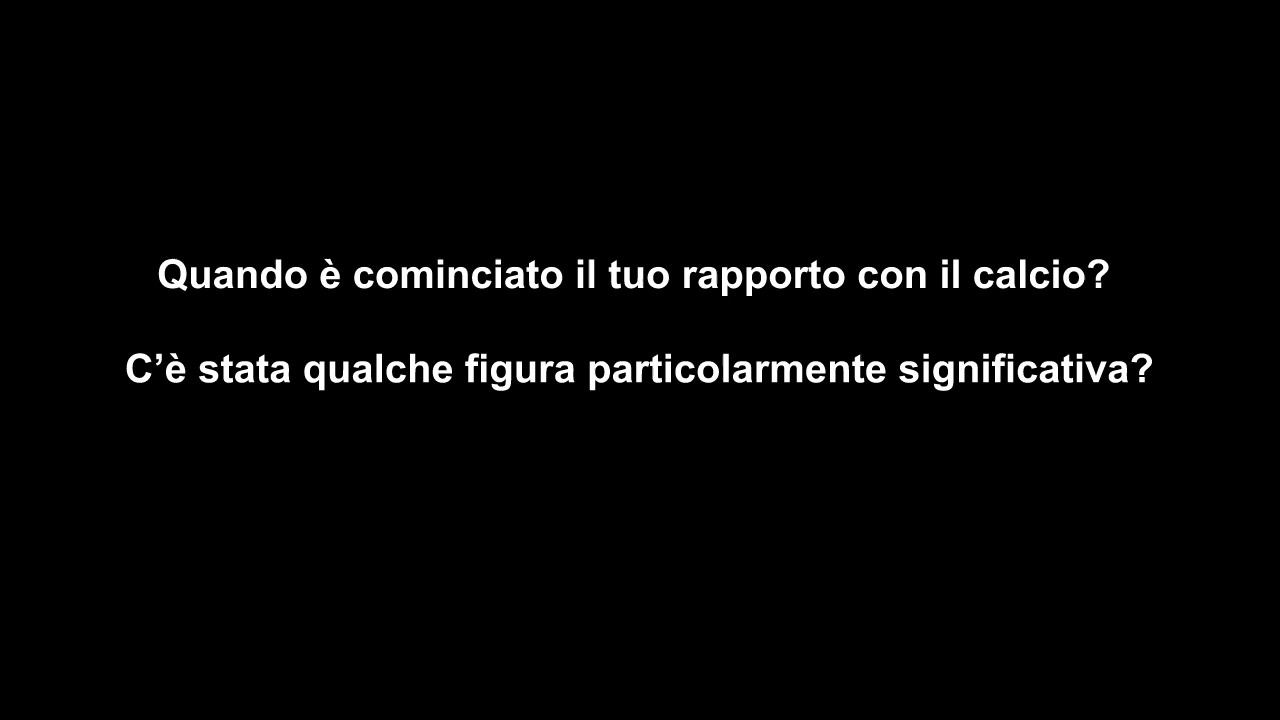 Quando è cominciato il tuo rapporto con il calcio?
C’è stata qualche figura particolarmente significativa?